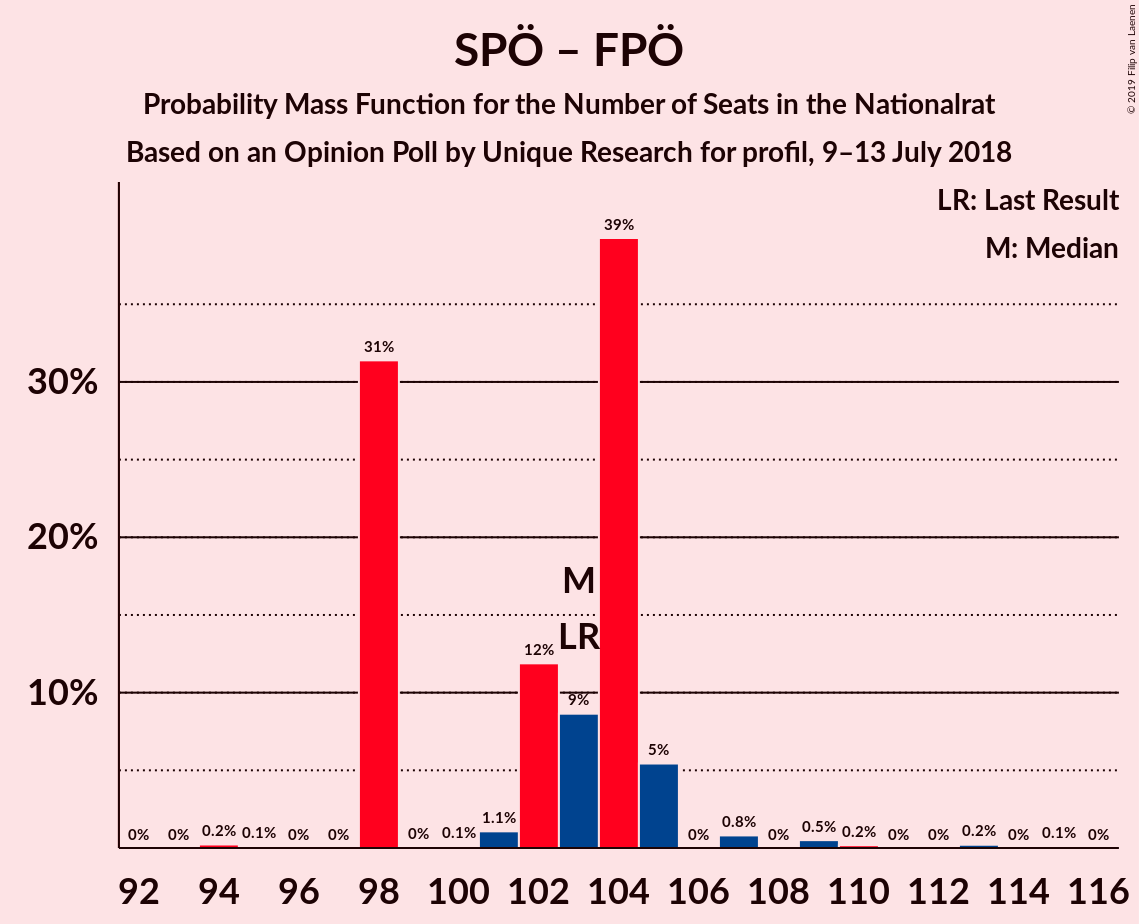 SPÖ – FPÖ
Probability Mass Function for the Number of Seats in the Nationalrat
Based on an Opinion Poll by Unique Research for profil, 9–13 July 2018
© 2019 Filip van Laenen
LR: Last Result
M: Median
39%
31%
30%
20%
M
LR
12%
10%
9%
5%
0% 0% 0.2% 0.1% 0% 0% 0% 0.1% 1.1% 0% 0.8% 0% 0.5% 0.2% 0% 0% 0.2% 0% 0.1% 0%
92 94 96 98 100 102 104 106 108 110 112 114 116